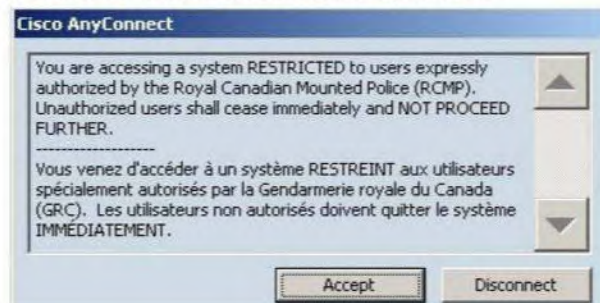 Cisco AnyConnect
You are accessing a system RESTRICTED to users expressly
authorized by the Royal Canadian Mounted Police (RCMP).
Unauthorized users shall cease immediately and NOT PROCEED
FURTHER.
-------------------
Vous venez d'accéder à un système RESTREINT aux utilisateurs
spécialement autorisés par la Gendarmerie royale du Canada
(GRC). Les utilisateurs non autorisés doivent quitter le système
IMMÉDIATEMENT.
Accept Disconnect